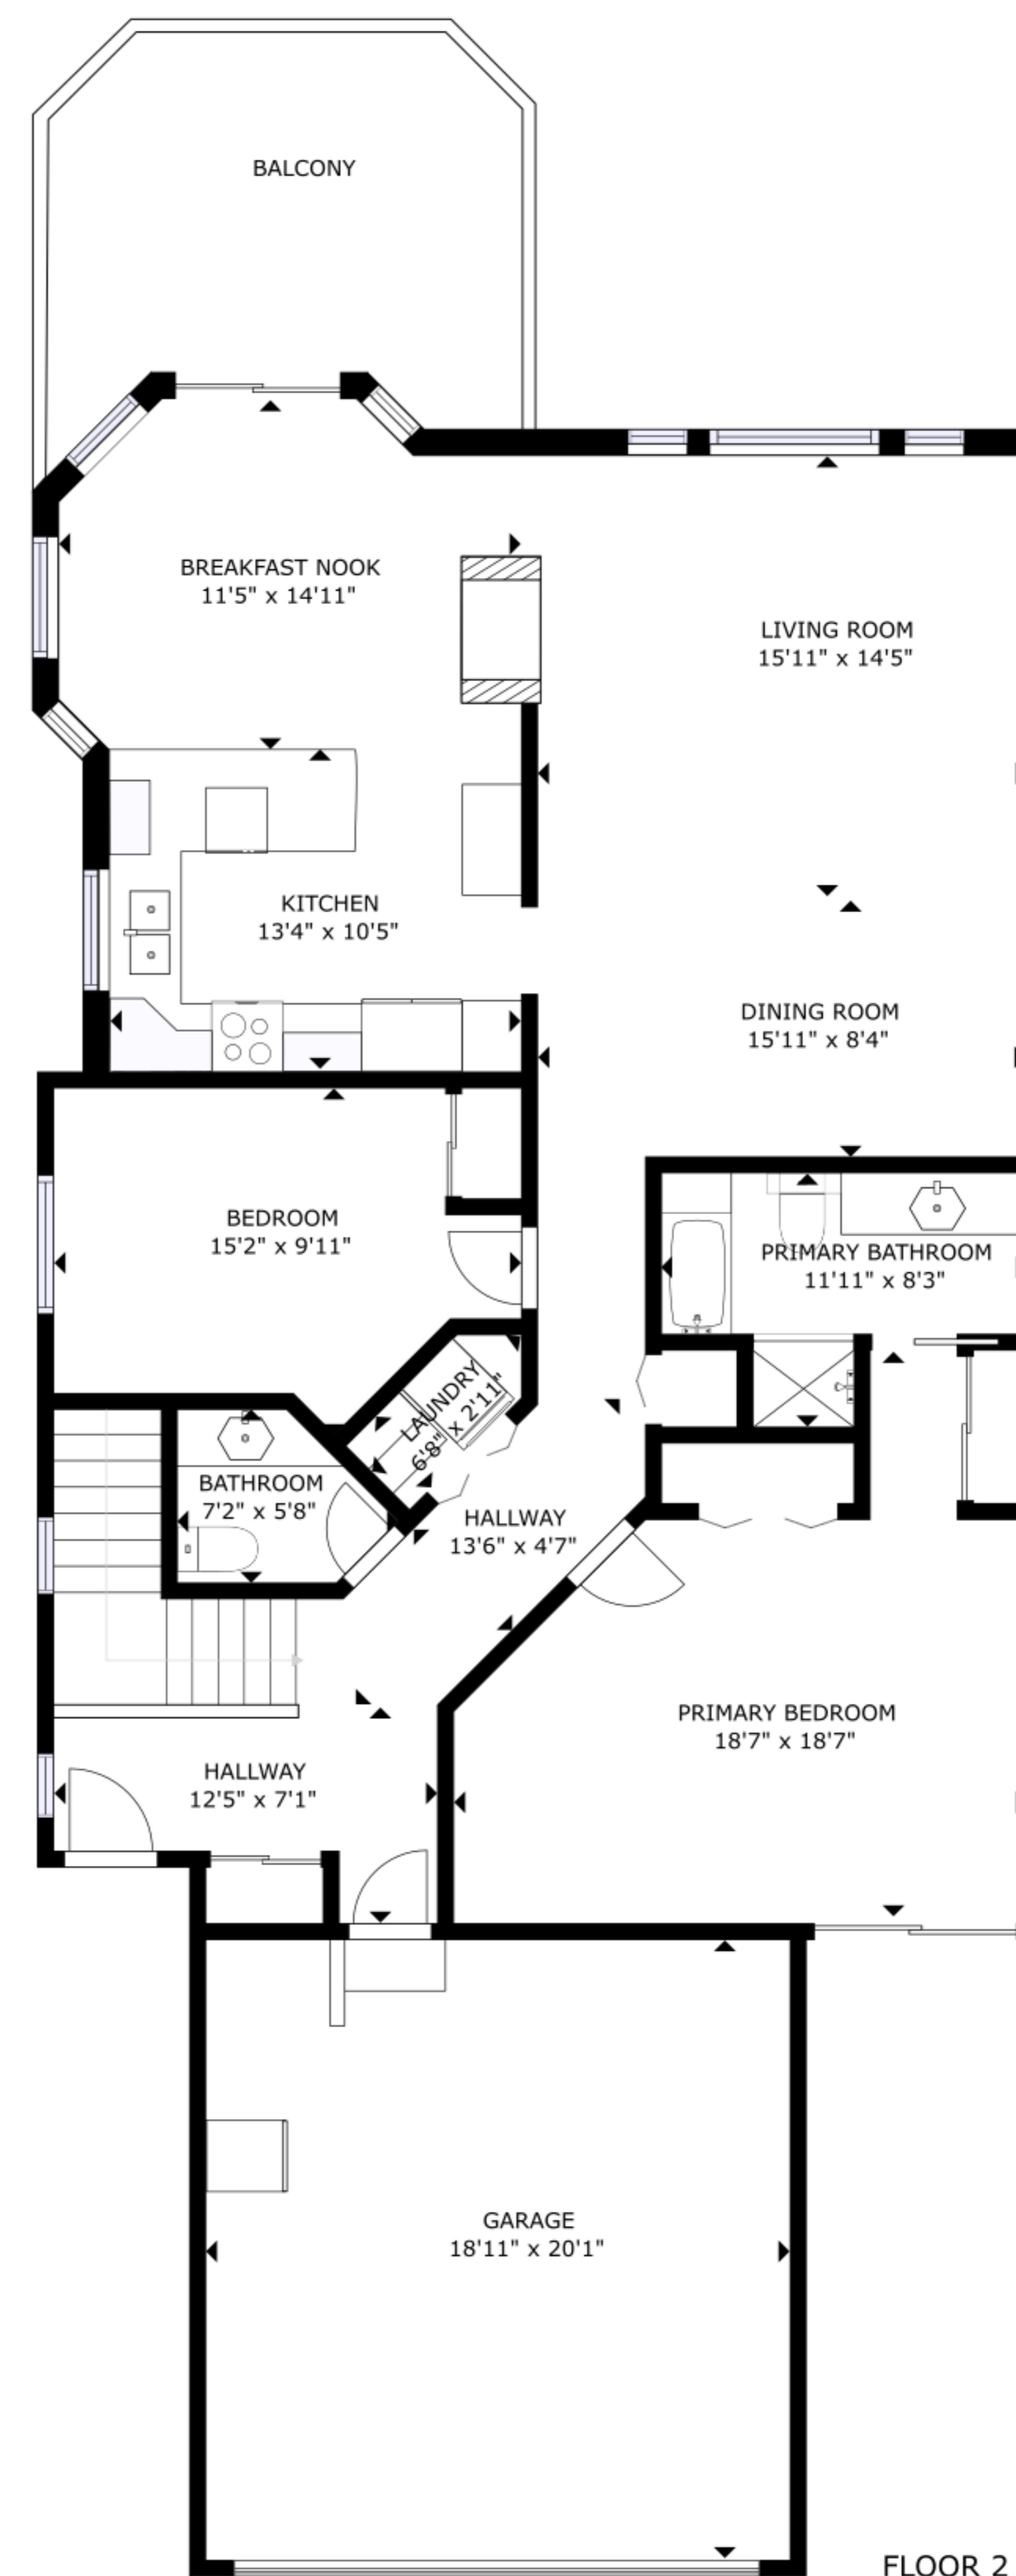 BALCONY
BREAKFAST NOOK
11'5" x 14'11"
LIVING ROOM
15'11" x 14'5"
KITCHEN
13'4" x 10'5"
DINING ROOM
15'11" x 8'4"
BEDROOM
15'2" x 9'11"
PRIMARY BATHROOM
11'11" x 8'3"
LAUNDRY
6'8" x 2'11"
BATHROOM
7'2" x 5'8"
HALLWAY
13'6" x 4'7"
PRIMARY BEDROOM
18'7" x 18'7"
HALLWAY
12'5" x 7'1"
GARAGE
18'11" x 20'1"
FLOOR 2